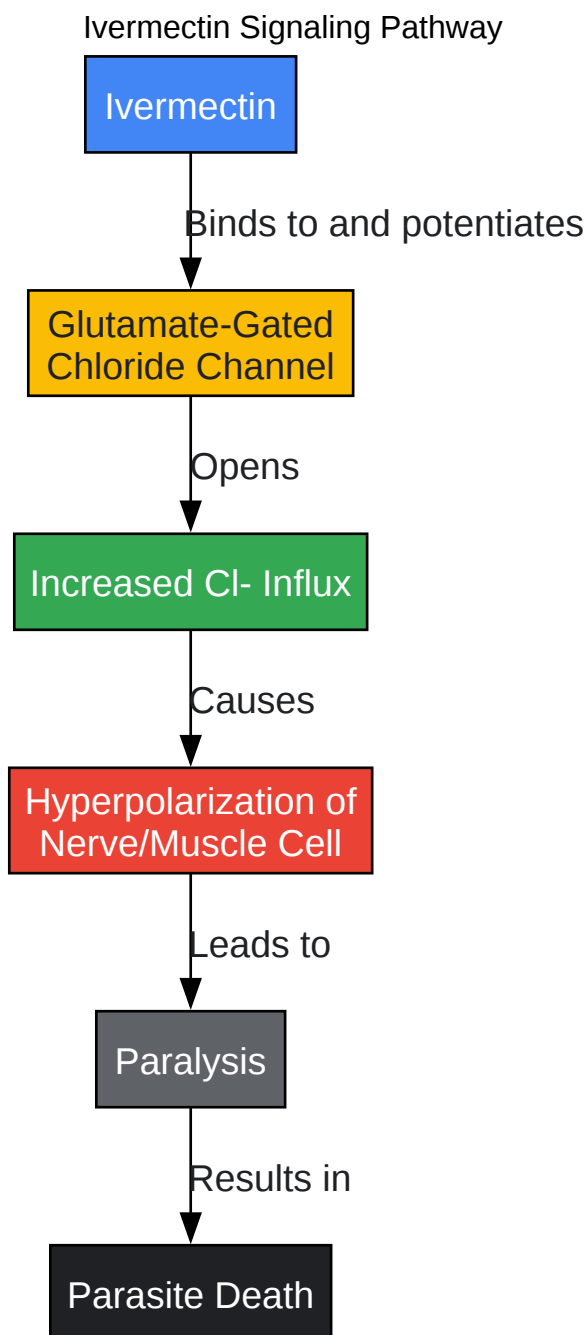 Ivermectin Signaling Pathway
Ivermectin
Binds to and potentiates
Glutamate-Gated
Chloride Channel
Opens
Increased Cl- Influx
Causes
Hyperpolarization of
Nerve/Muscle Cell
Leads to
Paralysis
Results in
Parasite Death